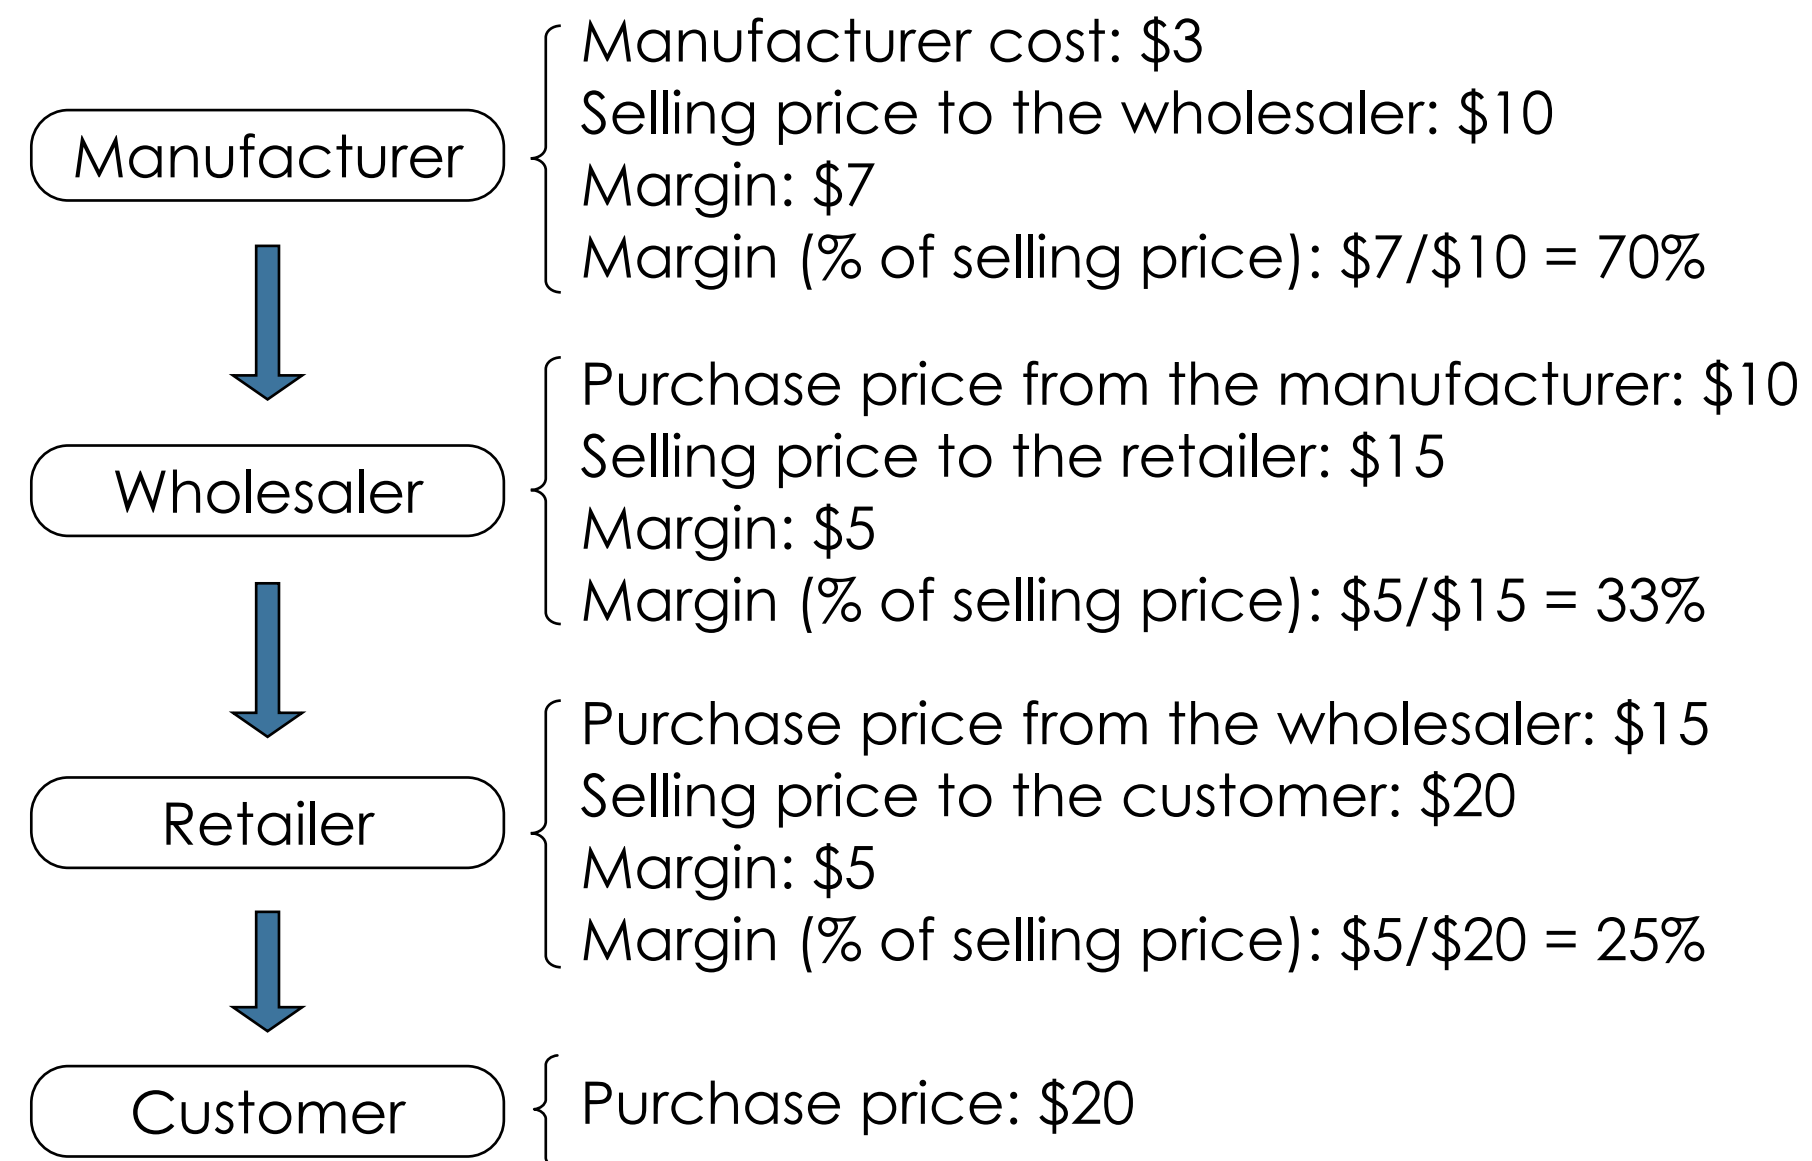 Manufacturer
Manufacturer cost: $3
Selling price to the wholesaler: $10
Margin: $7
Margin (% of selling price): $7/$10 = 70%
Wholesaler
Purchase price from the manufacturer: $10
Selling price to the retailer: $15
Margin: $5
Margin (% of selling price): $5/$15 = 33%
Retailer
Purchase price from the wholesaler: $15
Selling price to the customer: $20
Margin: $5
Margin (% of selling price): $5/$20 = 25%
Customer
Purchase price: $20